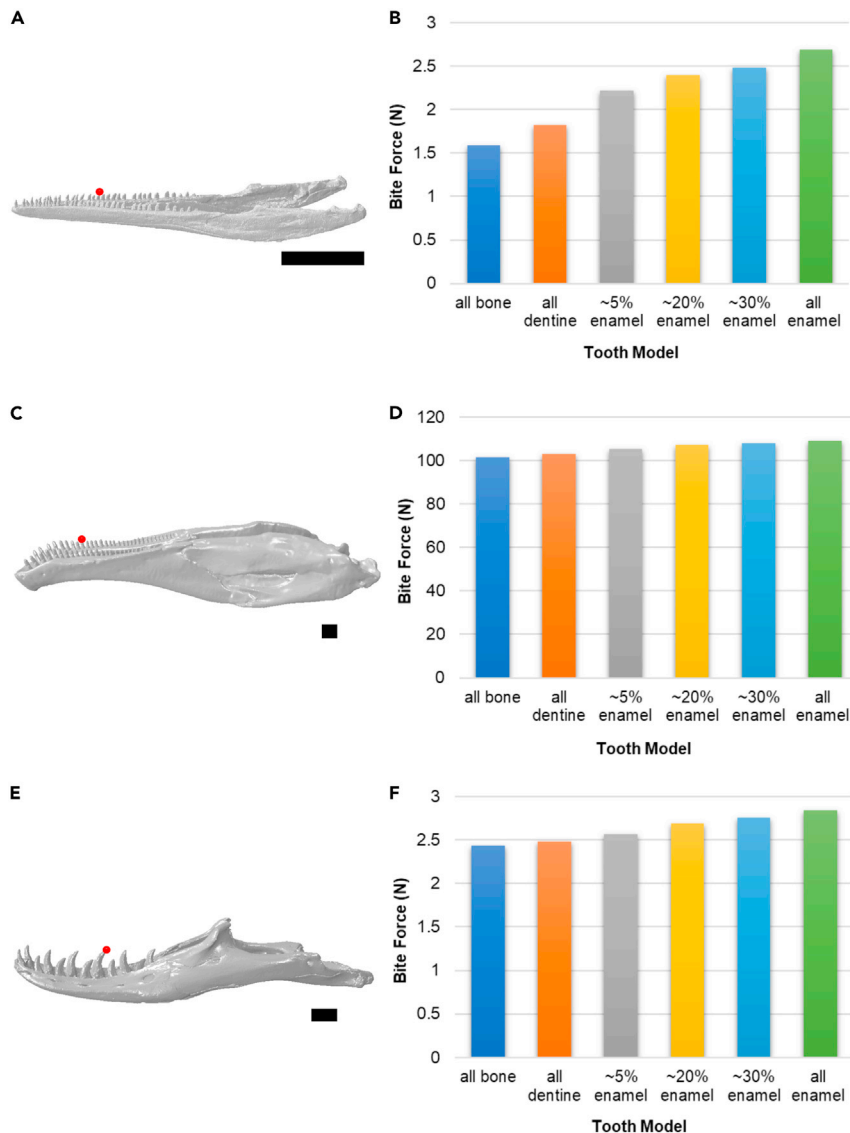 A
B
3
2.5
2
1.5
1
0.5
0
Bite Force (N)
all bone
all
dentine
~5%
enamel
~20%
enamel
~30%
enamel
all
enamel
Tooth Model
C
D
120
100
80
60
40
20
0
Bite Force (N)
all bone
all
dentine
~5%
enamel
~20%
enamel
~30%
enamel
all
enamel
Tooth Model
E
F
3
2.5
2
1.5
1
0.5
0
Bite Force (N)
all bone
all
dentine
~5%
enamel
~20%
enamel
~30%
enamel
all
enamel
Tooth Model